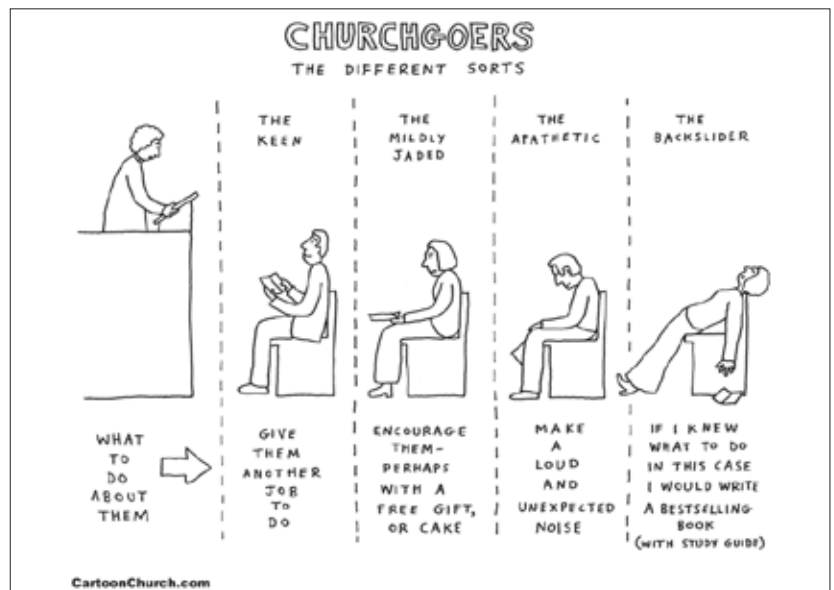 CHURCHGOERS
THE DIFFERENT SORTS
THE
KEEN
THE
MILDLY
JADED
THE
APATHETIC
THE
BACKSLIDER
WHAT
TO
DO
ABOUT
THEM
GIVE
THEM
ANOTHER
JOB
TO
DO
ENCOURAGE
THEM-
PERHAPS
WITH A
FREE GIFT,
OR CAKE
MAKE
A
LOUD
AND
UNEXPECTED
NOISE
IF I KNEW
WHAT TO DO
IN THIS CASE
I WOULD WRITE
A BESTSELLING
BOOK
(WITH STUDY GUIDE)
CartoonChurch.com